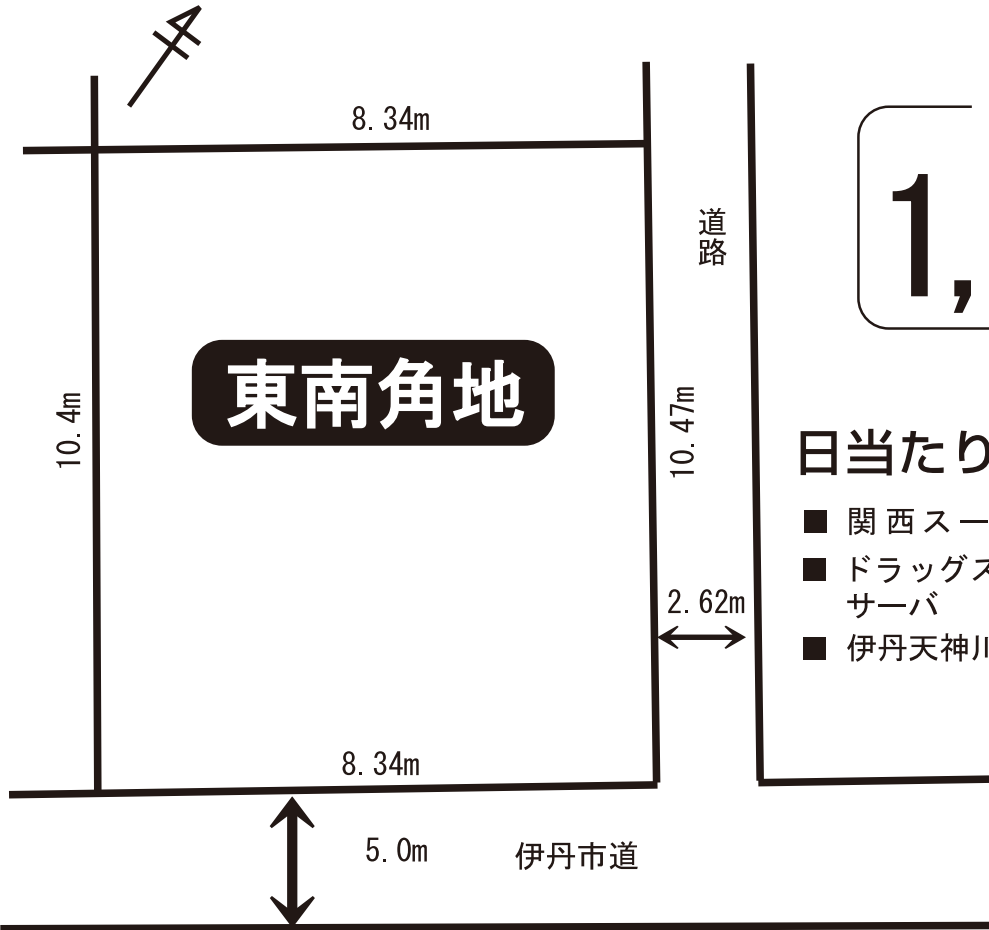 8.34m
道路
1,
東南角地
10.4m
10.47m
日当たり
■ 関西スー
■ ドラッグス
サーバ
2.62m
■ 伊丹天神川
8.34m
5.0m
伊丹市道